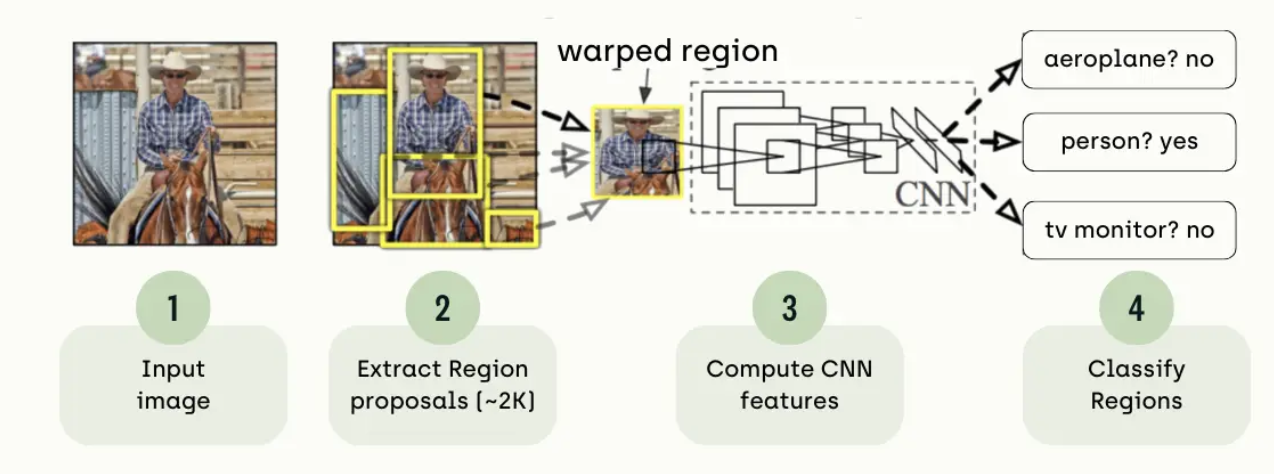 warped region
aeroplane? no
person? yes
tv monitor? no
CNN
1
2
3
4
Input
image
Extract Region
proposals (~2K)
Compute CNN
features
Classify
Regions